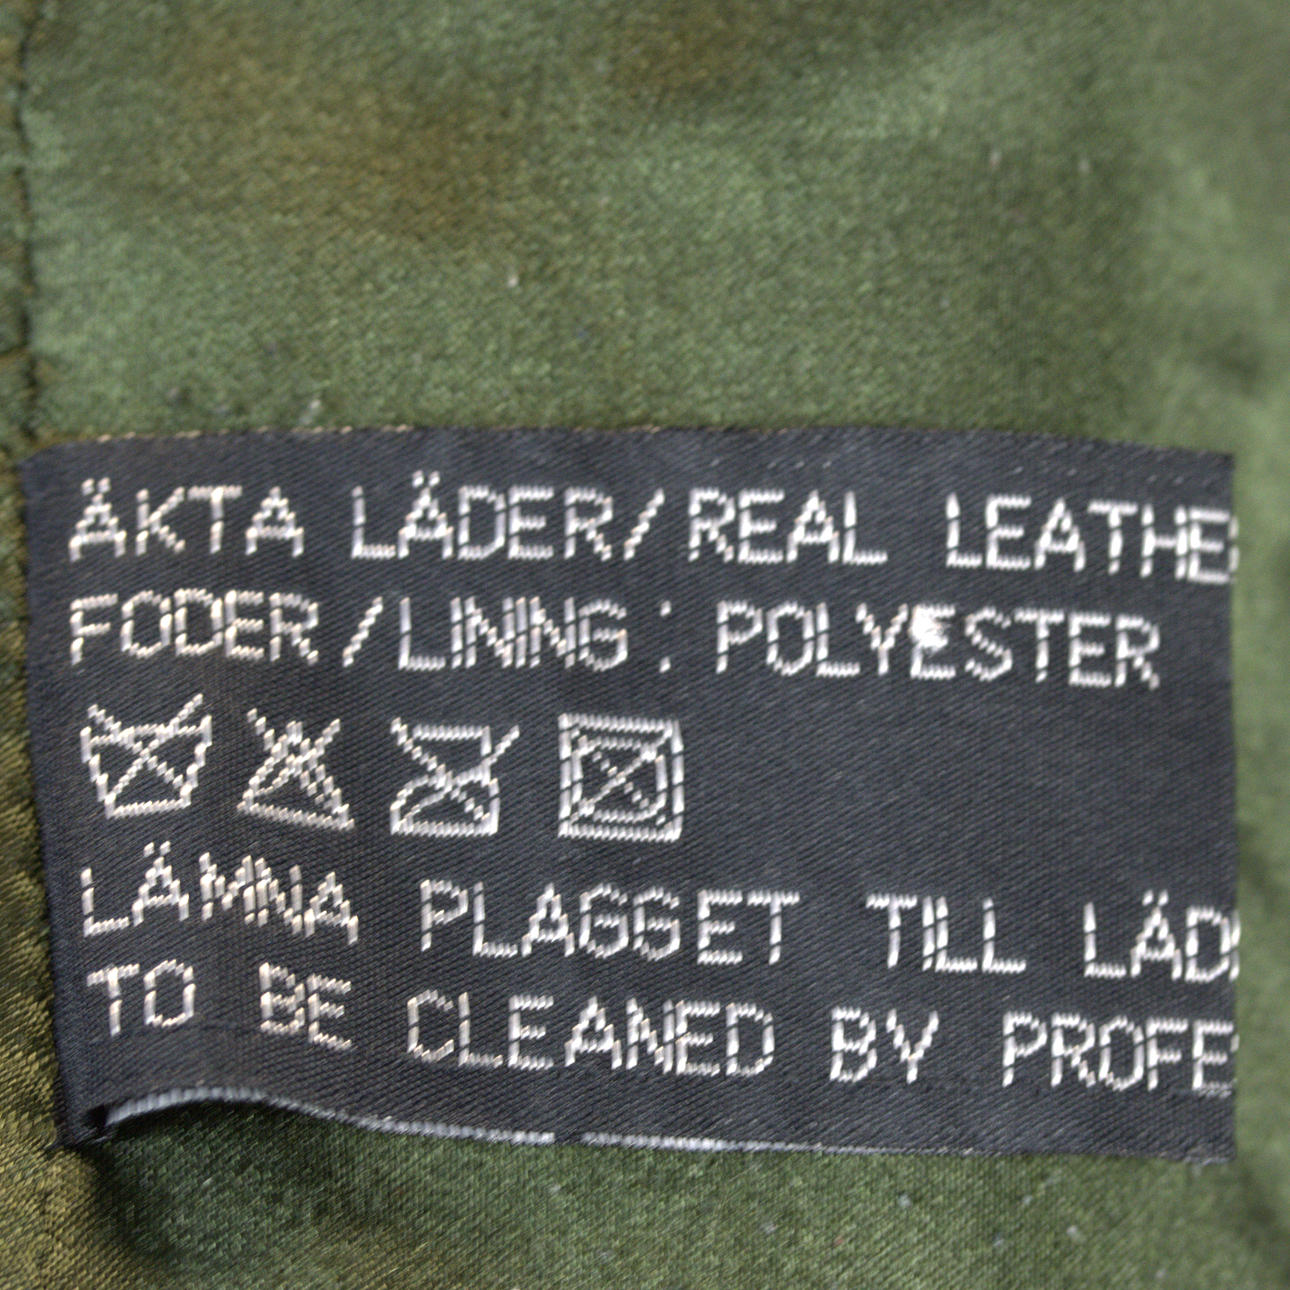 ÄKTA LÄDER/REAL LEATHE
FODER/LINING: POLYESTER
LÄMNA PLAGGET TILL LÄD
TO BE CLEANED BY PROFE